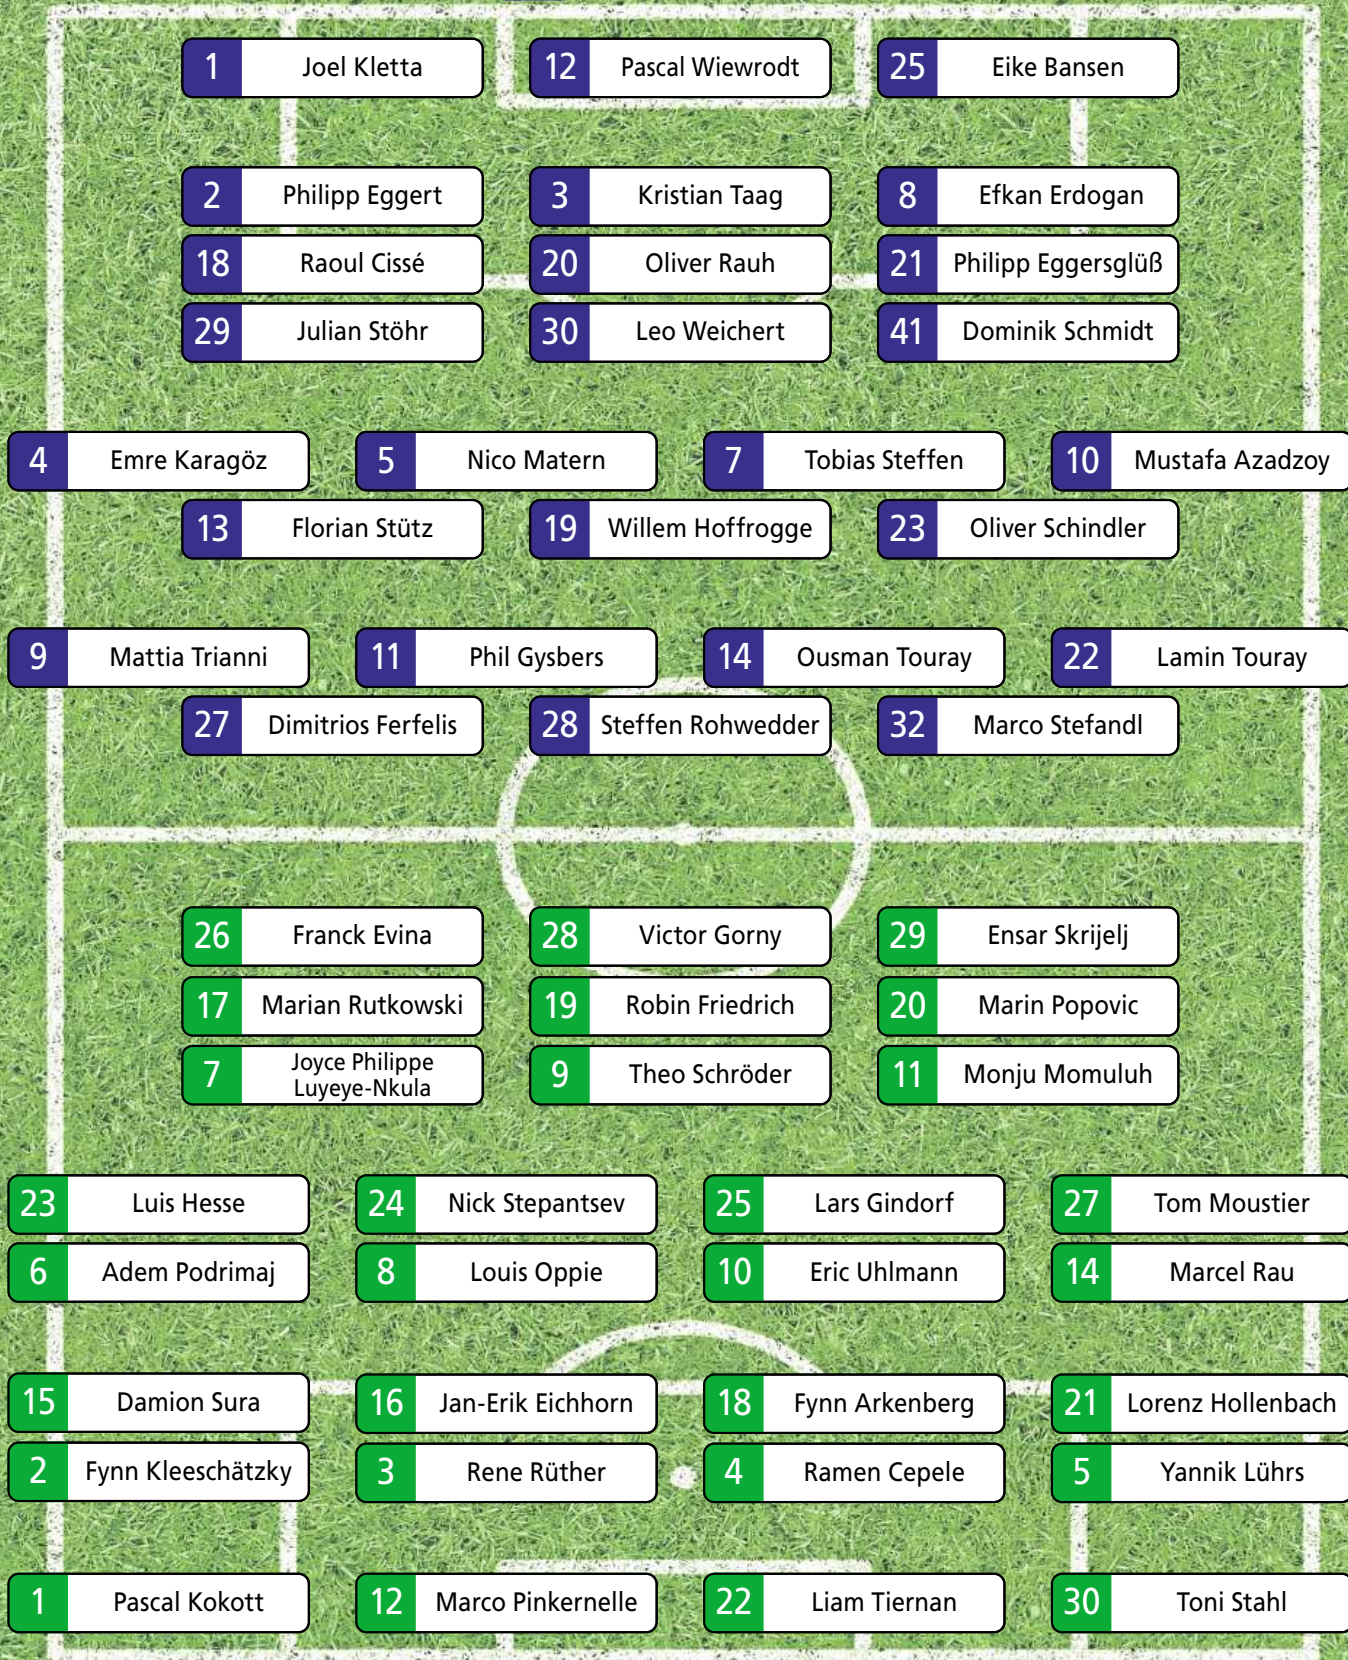 1 Joel Kletta 12 Pascal Wiewrodt 25 Eike Bansen
2 Philipp Eggert 3 Kristian Taag 8 Efkan Erdogan
18 Raoul Cissé 20 Oliver Rauh 21 Philipp Eggersglüß
29 Julian Stöhr 30 Leo Weichert 41 Dominik Schmidt
4 Emre Karagöz 5 Nico Matern 7 Tobias Steffen 10 Mustafa Azadzoy
13 Florian Stütz 19 Willem Hoffrogge 23 Oliver Schindler
9 Mattia Trianni 11 Phil Gysbers 14 Ousman Touray 22 Lamin Touray
27 Dimitrios Ferfelis 28 Steffen Rohwedder 32 Marco Stefandl
26 Franck Evina 28 Victor Gorny 29 Ensar Skrijelj
17 Marian Rutkowski 19 Robin Friedrich 20 Marin Popovic
7 Joyce Philippe
Luyeye-Nkula 9 Theo Schröder 11 Monju Momuluh
23 Luis Hesse 24 Nick Stepantsev 25 Lars Gindorf 27 Tom Moustier
6 Adem Podrimaj 8 Louis Oppie 10 Eric Uhlmann 14 Marcel Rau
15 Damion Sura 16 Jan-Erik Eichhorn 18 Fynn Arkenberg 21 Lorenz Hollenbach
2 Fynn Kleeschätzky 3 Rene Rüther 4 Ramen Cepele 5 Yannik Lührs
1 Pascal Kokott 12 Marco Pinkernelle 22 Liam Tiernan 30 Toni Stahl